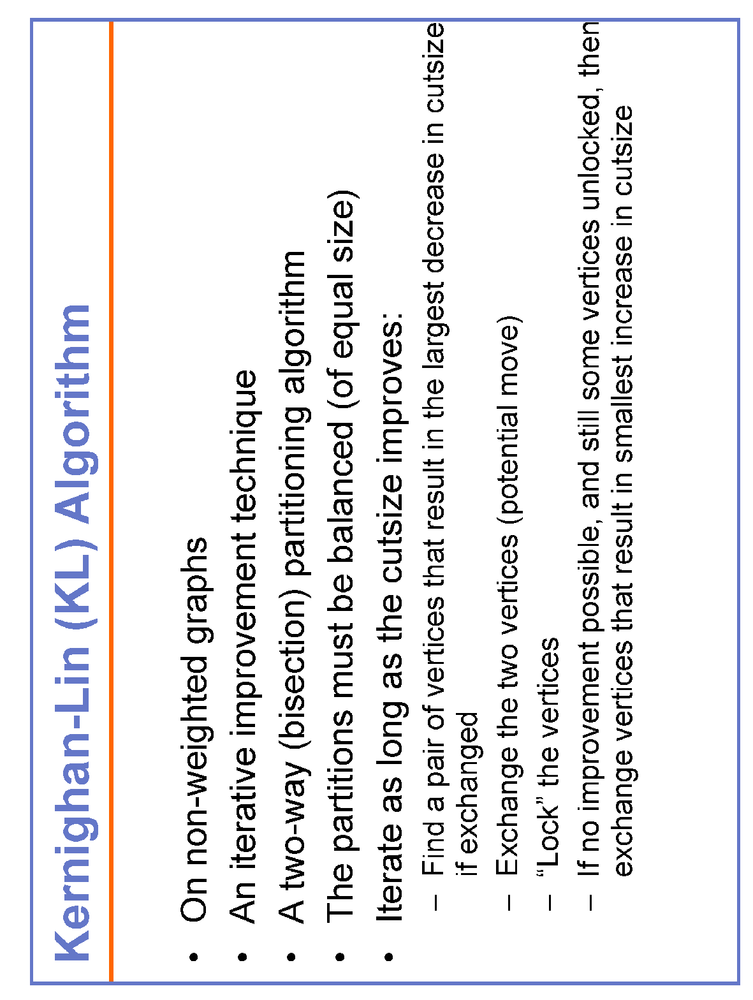 Kernighan-Lin (KL) Algorithm
• On non-weighted graphs
• An iterative improvement technique
• A two-way (bisection) partitioning algorithm
• The partitions must be balanced (of equal size)
• Iterate as long as the cutsize improves:
– Find a pair of vertices that result in the largest decrease in cutsize
if exchanged
– Exchange the two vertices (potential move)
– “Lock” the vertices
– If no improvement possible, and still some vertices unlocked, then
exchange vertices that result in smallest increase in cutsize